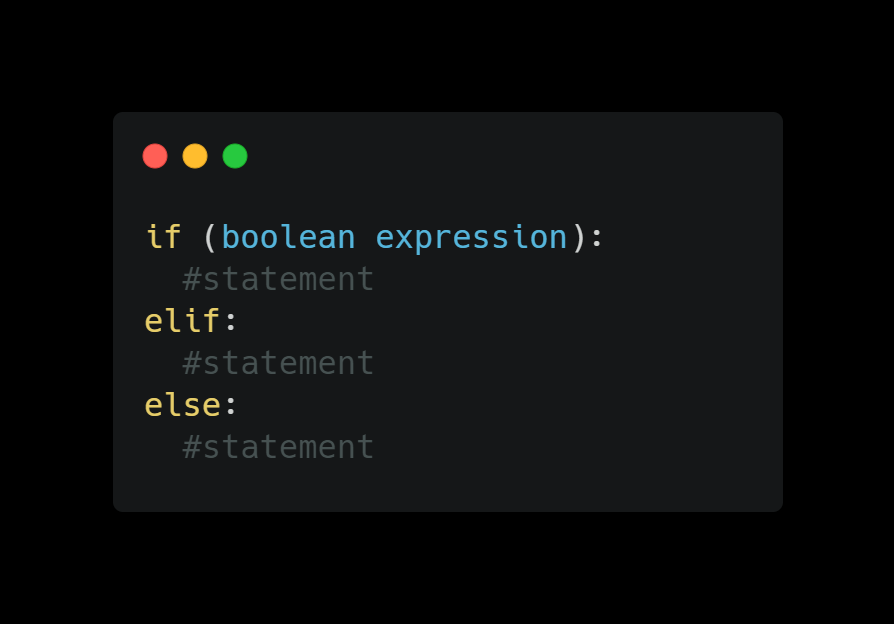 if (boolean expression):
  #statement
elif:
  #statement
else:
  #statement